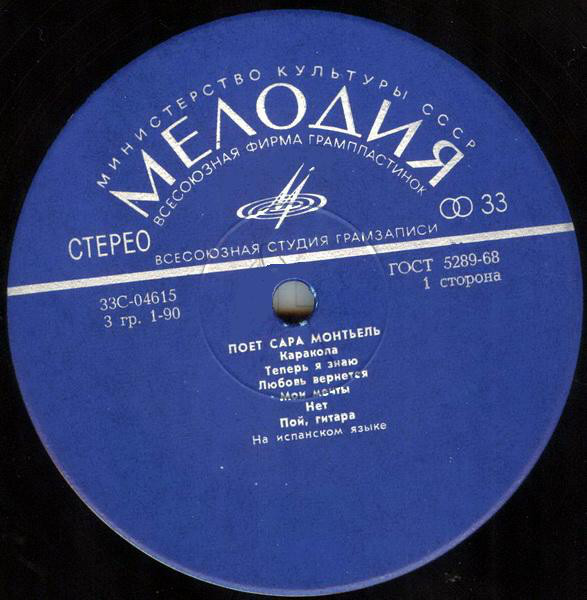 МИНИСТЕРСТВО КУЛЬТУРЫ СССР
МЕЛОДИЯ
ВСЕСОЮЗНАЯ ФИРМА ГРАМПЛАСТИНОК
33
СТЕРЕО
ВСЕСОЮЗНАЯ СТУДИЯ ГРАМЗАПИСИ
33С-04615
3 гр. 1-90
ГОСТ 5289-68
1 сторона
ПОЕТ САРА МОНТЬЕЛЬ
Каракола
Теперь я знаю
Любовь вернется
Мои мечты
Нет
Пой, гитара
На испанском языке